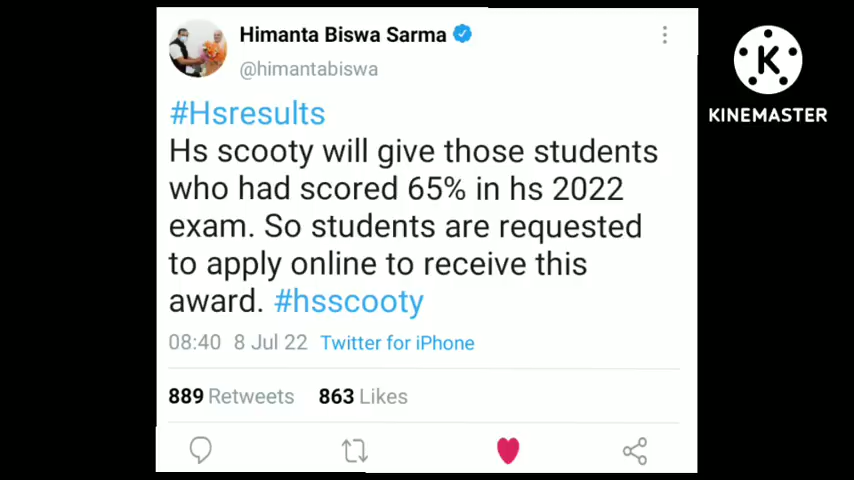 Himanta Biswa Sarma
@himantabiswa
#Hsresults
Hs scooty will give those students
who had scored 65% in hs 2022
exam. So students are requested
to apply online to receive this
award. #hsscooty
08:40 8 Jul 22 Twitter for iPhone
889 Retweets 863 Likes
K
KINEMASTER